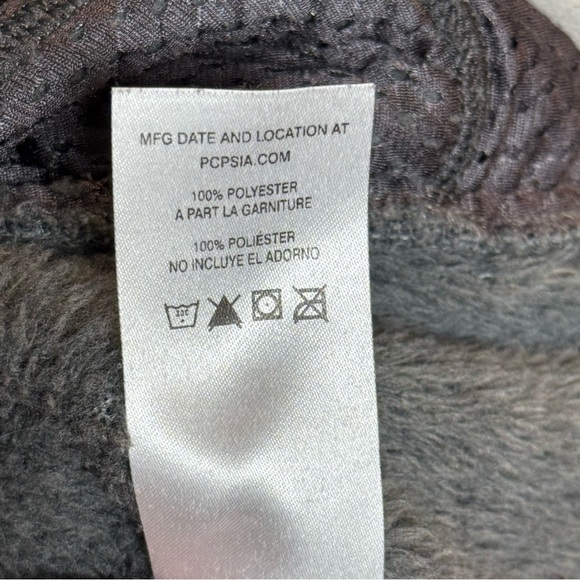 MFG DATE AND LOCATION AT
PCPSIA.COM
100% POLYESTER
A PART LA GARNITURE
100% POLIÉSTER
NO INCLUYE EL ADORNO